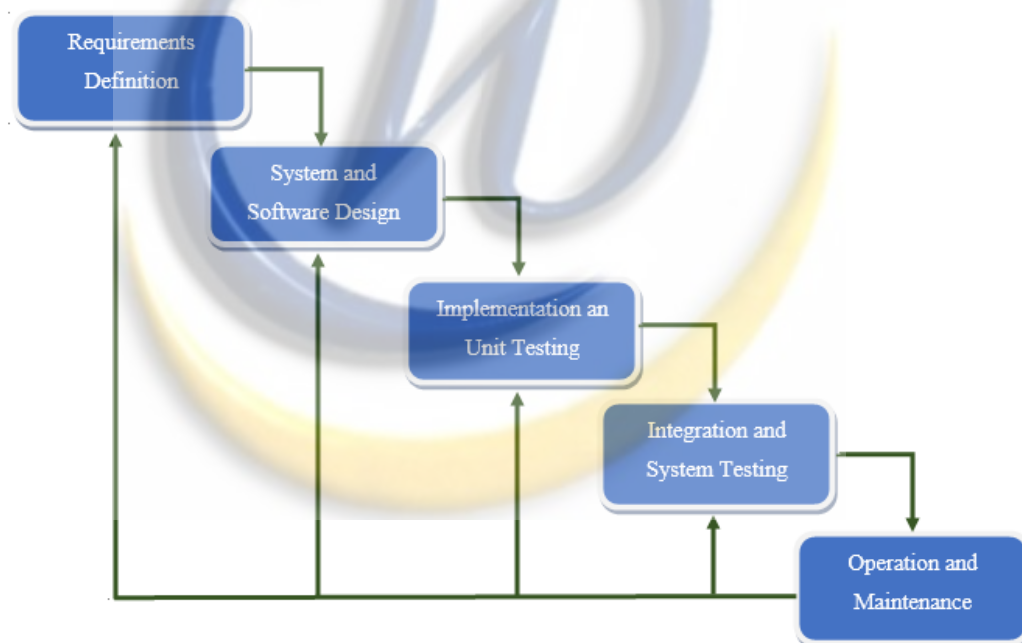 Requirements
Definition
System and
Software Design
Implementation an
Unit Testing
Integration and
System Testing
Operation and
Maintenance